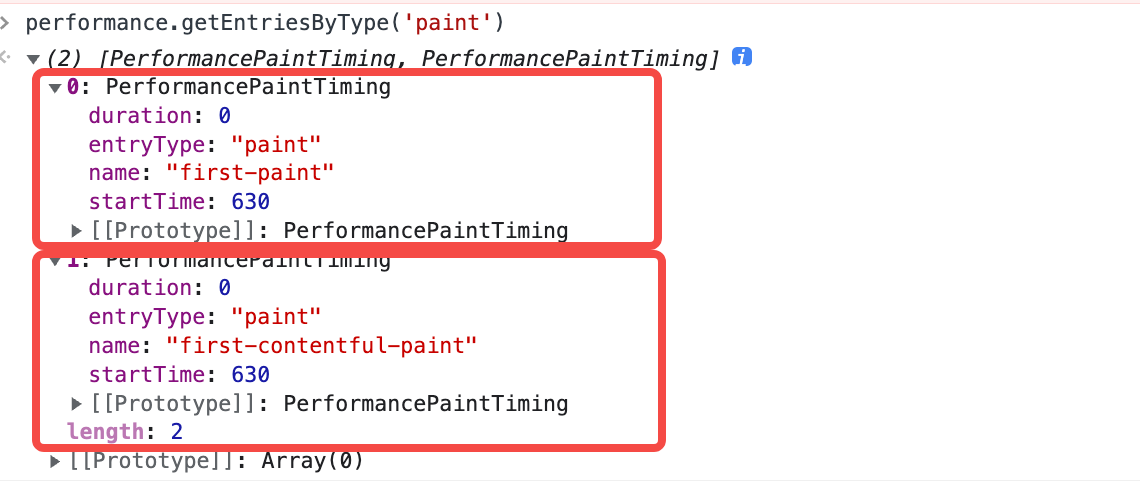 > performance.getEntriesByType('paint')
<· ▼(2) [PerformancePaintTiming, PerformancePaintTiming] i
▼0: PerformancePaintTiming
duration: 0
entryType: "paint"
name: "first-paint"
startTime: 630
▶[[Prototype]]: PerformancePaintTiming
▼1: PerformancePaintTiming
duration: 0
entryType: "paint"
name: "first-contentful-paint"
startTime: 630
▶[[Prototype]]: PerformancePaintTiming
length: 2
▶[[Prototype]]: Array(0)